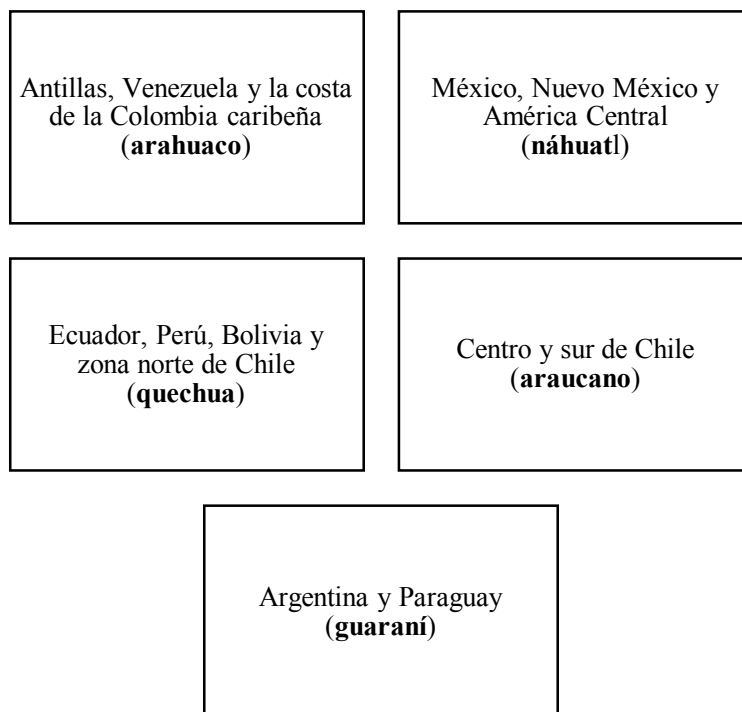 Antillas, Venezuela y la costa
de la Colombia caribeña
(arahuaco)
México, Nuevo México y
América Central
(náhuatl)
Ecuador, Perú, Bolivia y
zona norte de Chile
(quechua)
Centro y sur de Chile
(araucano)
Argentina y Paraguay
(guaraní)